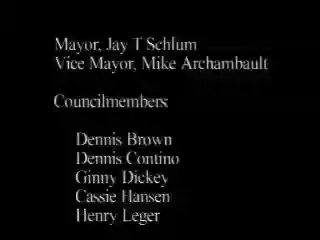 Mayor, Jay T Schlum
Vice Mayor, Mike Archambault
Councilmembers
Dennis Brown
Dennis Contino
Ginny Dickey
Cassie Hansen
Henry Leger